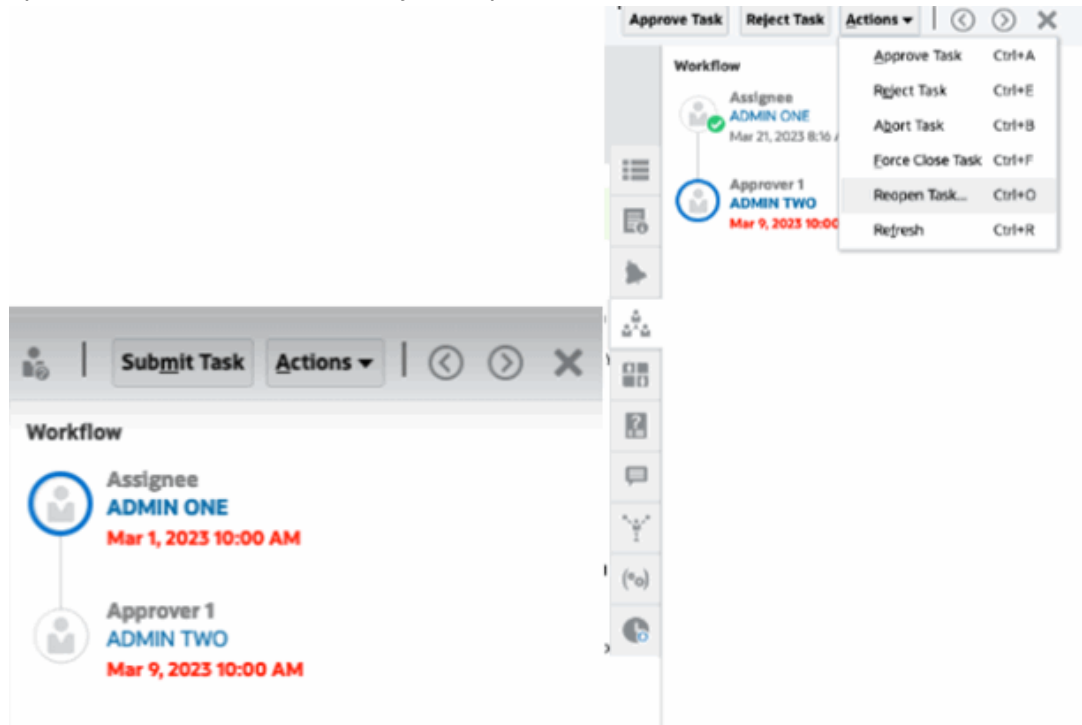 Approve Task Reject Task Actions
Workflow
Assignee
ADMIN ONE
Mar 21, 2023 8:16
Approver 1
ADMIN TWO
Mar 9, 2023 10:00
Approve Task Ctrl+A
Reject Task Ctrl+E
Abort Task Ctrl+B
Force Close Task Ctrl+F
Reopen Task... Ctrl+O
Refresh Ctrl+R
Submit Task Actions
Workflow
Assignee
ADMIN ONE
Mar 1, 2023 10:00 AM
Approver 1
ADMIN TWO
Mar 9, 2023 10:00 AM